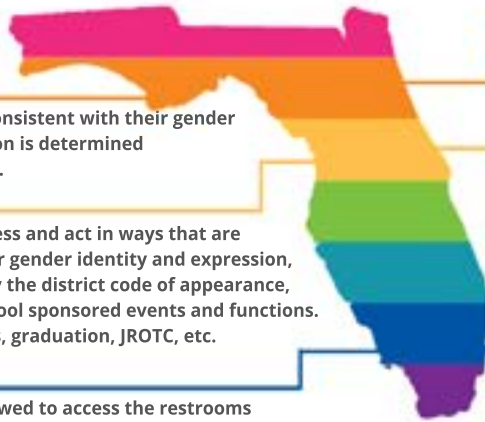 nsistent with their gender
on is determined
.
ess and act in ways that are
r gender identity and expression,
y the district code of appearance,
ool sponsored events and functions.
s, graduation, JROTC, etc.
wed to access the restrooms